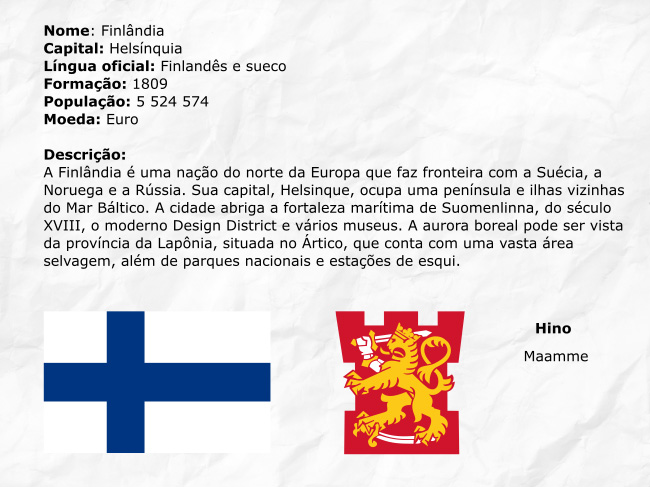 Nome: Finlândia
Capital: Helsínquia
Língua oficial: Finlandês e sueco
Formação: 1809
População: 5 524 574
Moeda: Euro
Descrição:
A Finlândia é uma nação do norte da Europa que faz fronteira com a Suécia, a
Noruega e a Rússia. Sua capital, Helsinque, ocupa uma península e ilhas vizinhas
do Mar Báltico. A cidade abriga a fortaleza marítima de Suomenlinna, do século
XVIII, o moderno Design District e vários museus. A aurora boreal pode ser vista
da província da Lapônia, situada no Ártico, que conta com uma vasta área
selvagem, além de parques nacionais e estações de esqui.
Hino
Maamme